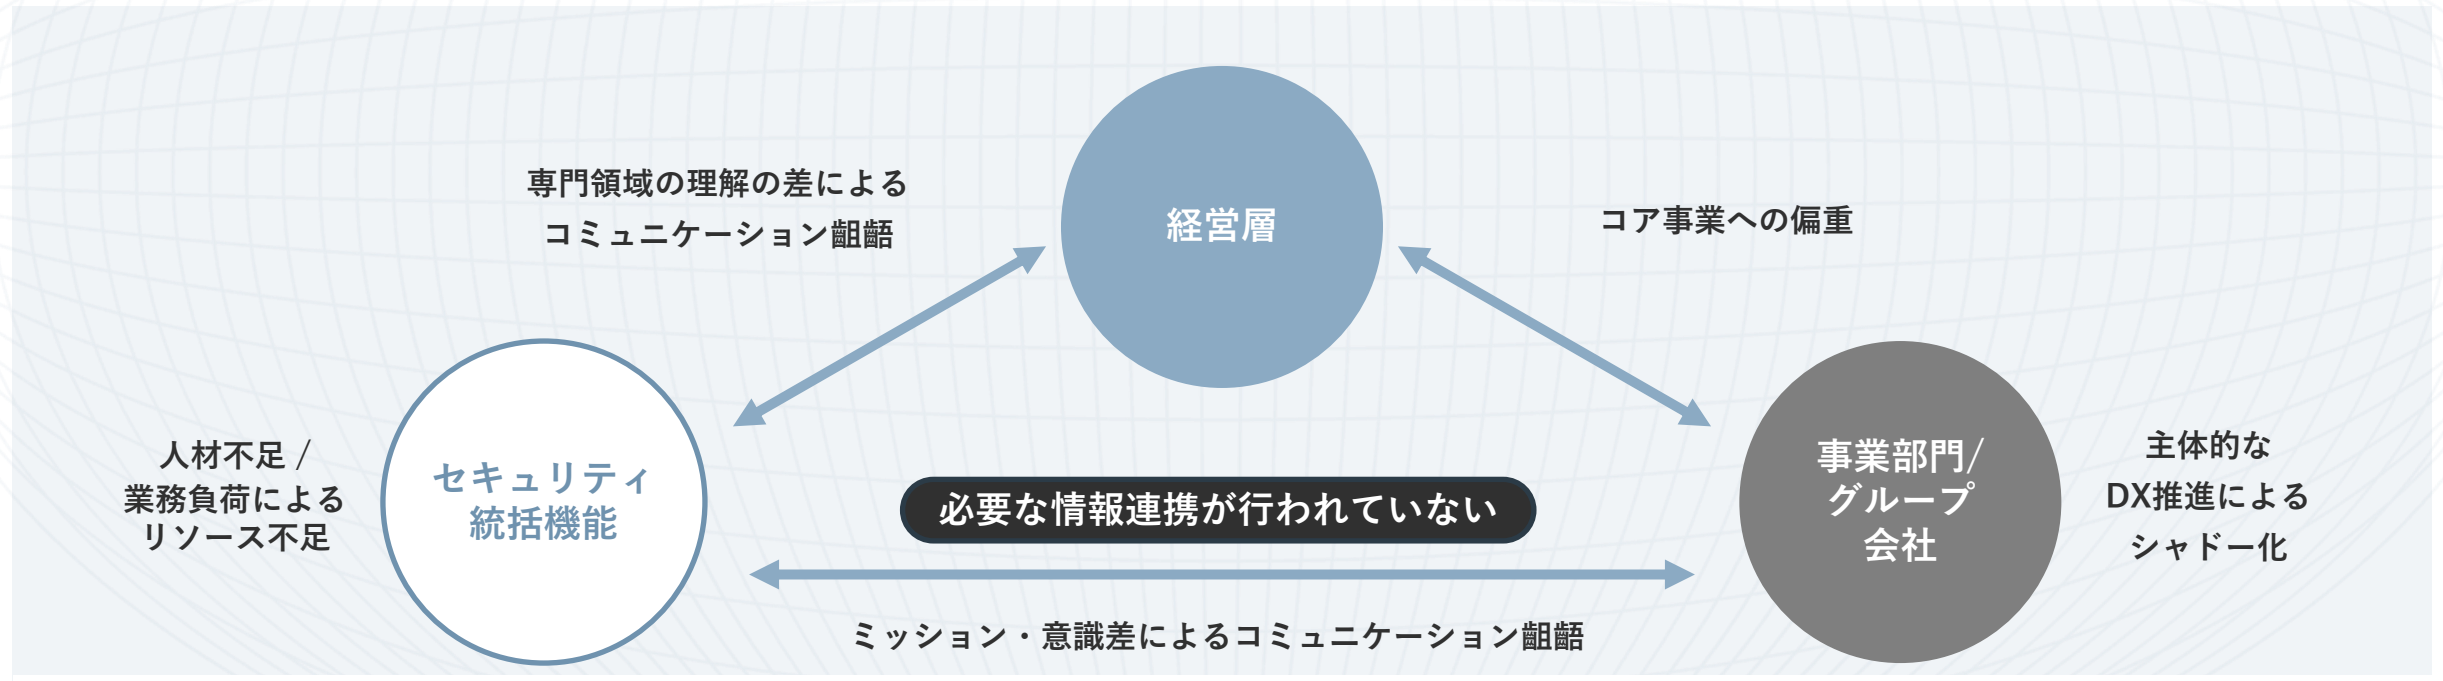 専門領域の理解の差による
コミュニケーション齟齬
経営層
コア事業への偏重
人材不足 /
業務負荷による
リソース不足
セキュリティ
統括機能
必要な情報連携が行われていない
事業部門/
グループ
会社
主体的な
DX推進による
シャドー化
ミッション・意識差によるコミュニケーション齟齬